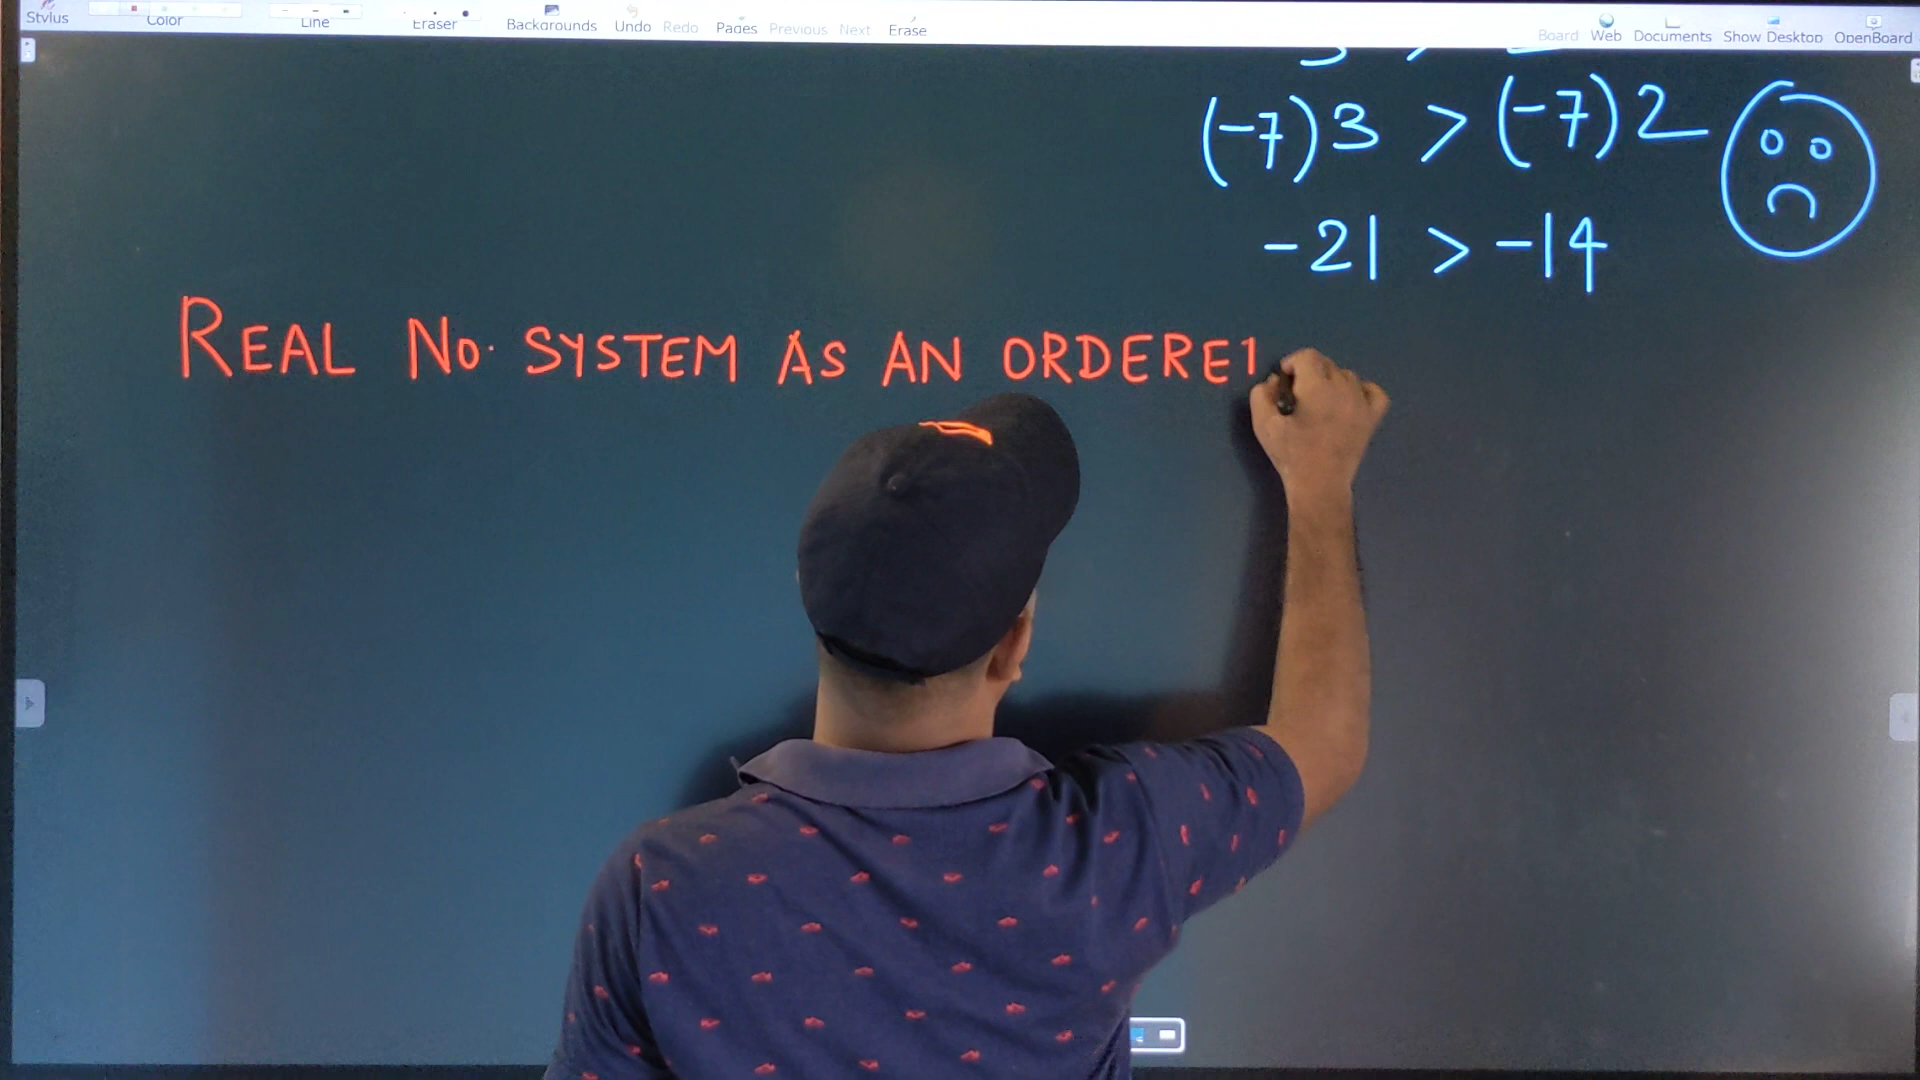 Stylus Color Line Eraser Backgrounds Undo Redo Pages Previous Next Erase Board Web Documents Show Desktop OpenBoard
(-7)3 > (-7)2
-21 > -14
REAL NO. SYSTEM AS AN ORDERE